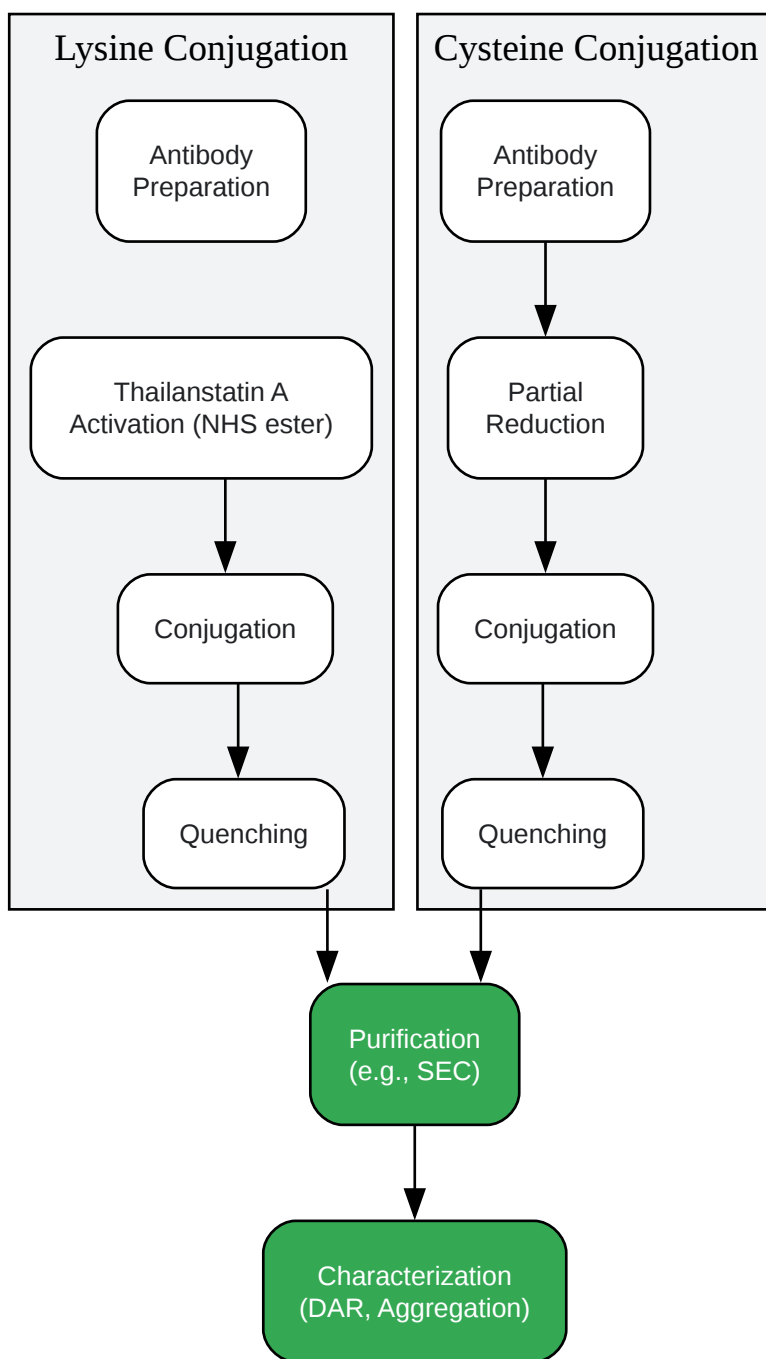 Lysine Conjugation
Antibody
Preparation
Thailanstatin A
Activation (NHS ester)
Conjugation
Quenching
Cysteine Conjugation
Antibody
Preparation
Partial
Reduction
Conjugation
Quenching
Purification
(e.g., SEC)
Characterization
(DAR, Aggregation)